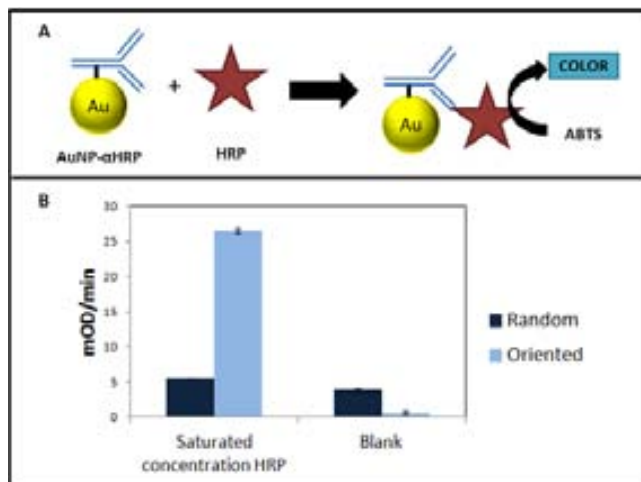 A
Au
+
AuNP-αHRP
HRP
Au
COLOR
ABTS
B
mOD/min
30
25
20
15
10
5
0
Saturated
concentration HRP
Blank
Random
Oriented